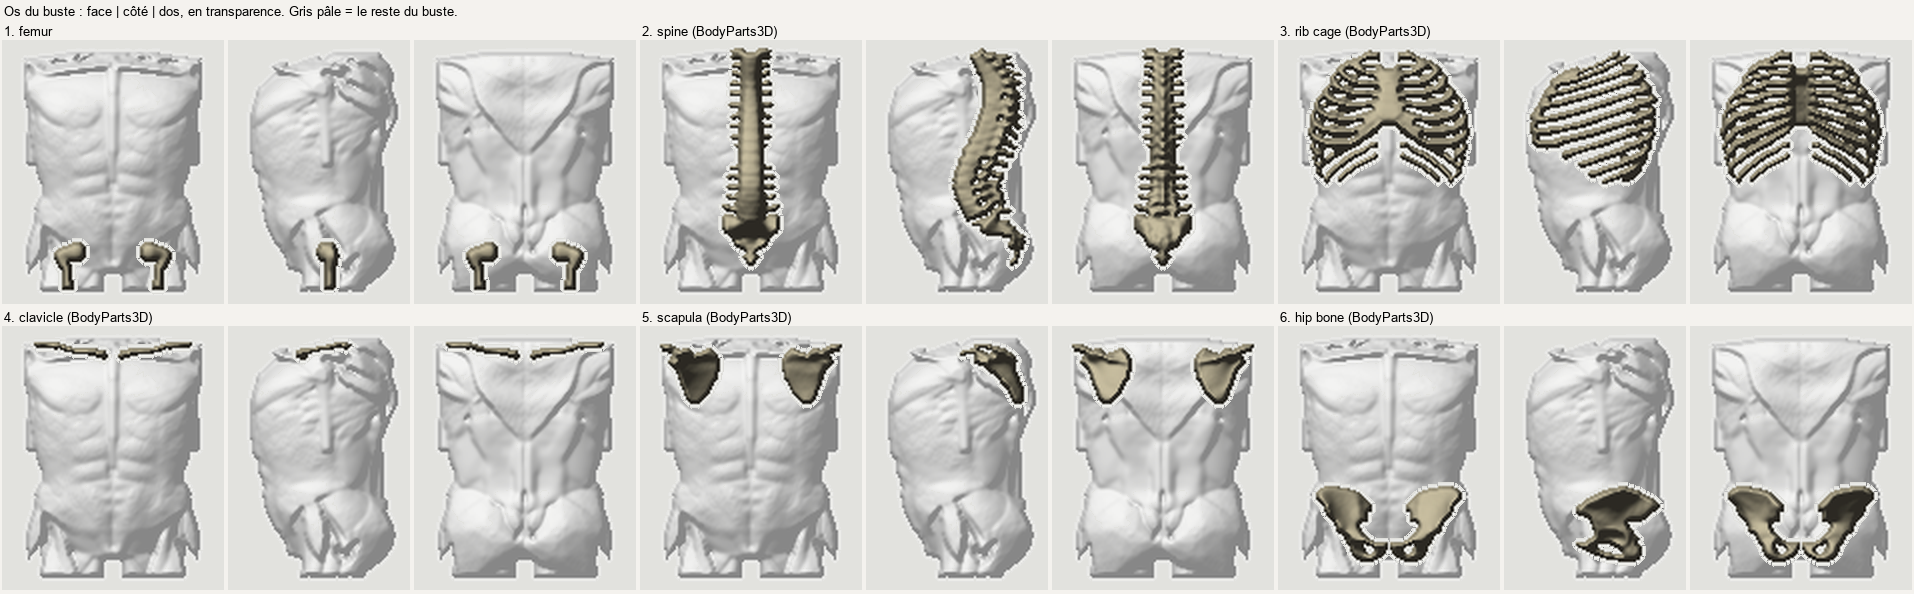 Os du buste : face | côté | dos, en transparence. Gris pâle = le reste du buste.
1. femur
2. spine (BodyParts3D)
3. rib cage (BodyParts3D)
4. clavicle (BodyParts3D)
5. scapula (BodyParts3D)
6. hip bone (BodyParts3D)